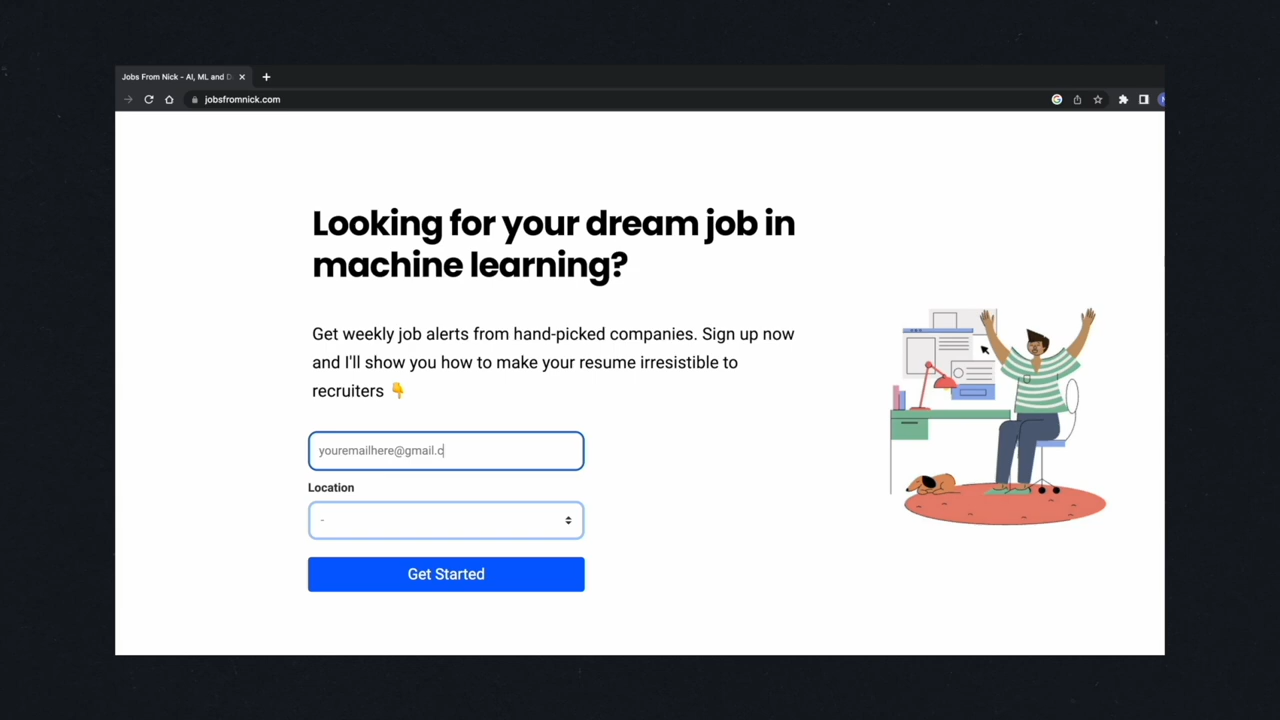 Jobs From Nick - AI, ML and D
jobsfromnick.com
Looking for your dream job in
machine learning?
Get weekly job alerts from hand-picked companies. Sign up now
and I'll show you how to make your resume irresistible to
recruiters 👇
youremailhere@gmail.c
Location
-
Get Started